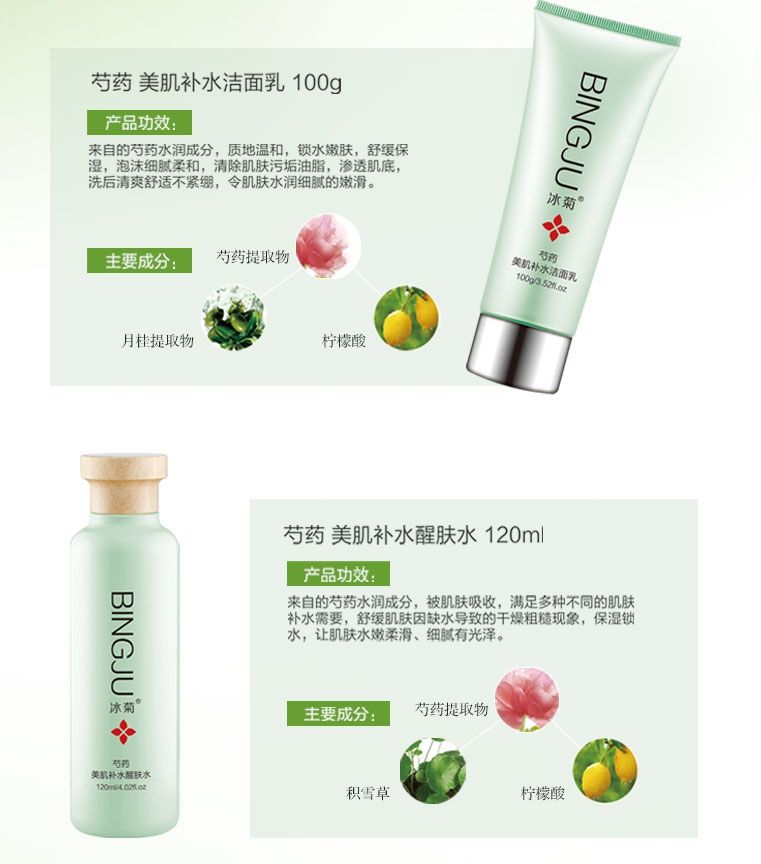 芍药 美肌补水洁面乳 100g
产品功效：
来自的芍药水润成分，质地温和，锁水嫩肤，舒缓保
湿，泡沫细腻柔和，清除肌肤污垢油脂，渗透肌底，
洗后清爽舒适不紧绷，令肌肤水润细腻的嫩滑。
主要成分：
芍药提取物
月桂提取物
柠檬酸
BINGJU
冰菊®
芍药
美肌补水洁面乳
100g/3.52fl.oz
BINGJU
冰菊®
芍药
美肌补水醒肤水
120ml/4.02fl.oz
芍药 美肌补水醒肤水 120ml
产品功效：
来自的芍药水润成分，被肌肤吸收，满足多种不同的肌肤
补水需要，舒缓肌肤因缺水导致的干燥粗糙现象，保湿锁
水，让肌肤水嫩柔滑、细腻有光泽。
主要成分：
芍药提取物
积雪草
柠檬酸